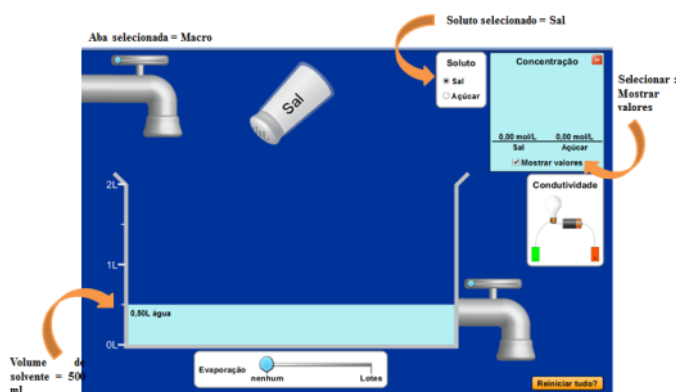 Aba selecionada = Macro
Soluto selecionado = Sal
Soluto
Sal
Açúcar
Concentração
0,00 mol/L 0,00 mol/L
Sal Açúcar
Mostrar valores
Selecionar :
Mostrar
valores
Sal
Condutividade
2L
1L
0,50L água
0L
Volume de
solvente = 500
ml
Evaporação
nenhum Lotes
Reiniciar tudo?